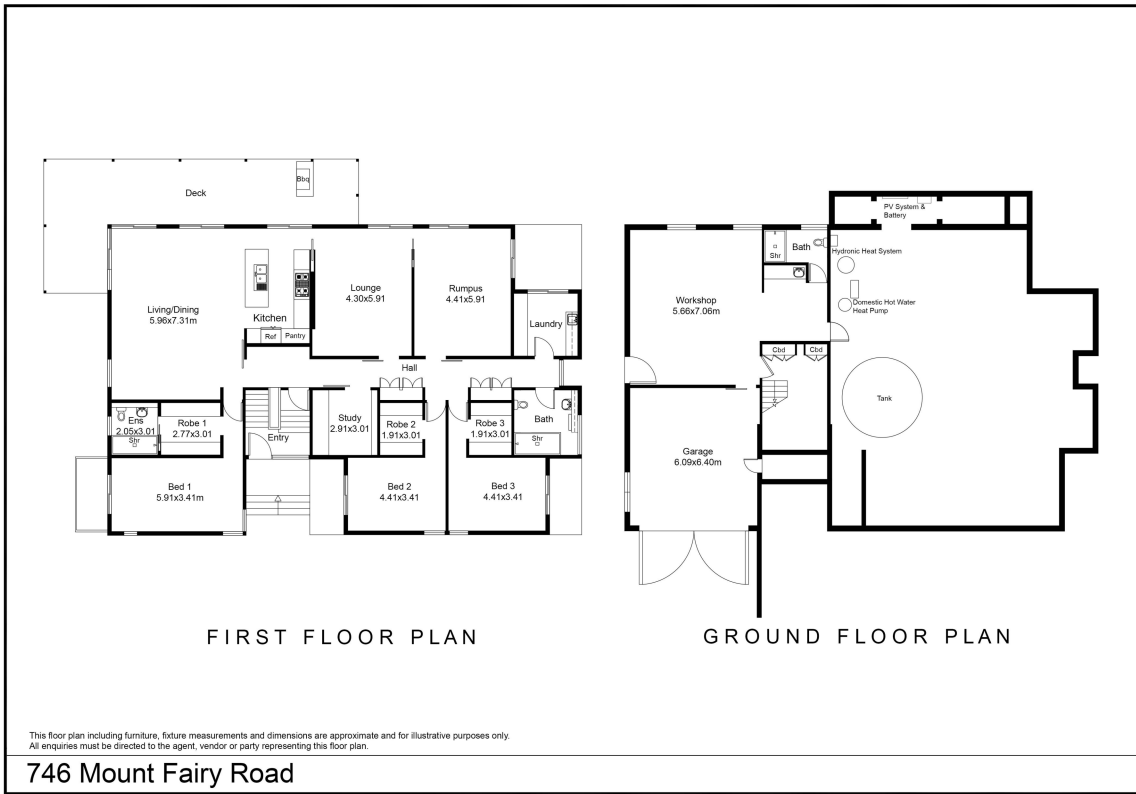 Deck
Bbq
Living/Dining
5.96x7.31m
Kitchen
Ref
Pantry
Lounge
4.30x5.91
Rumpus
4.41x5.91
Laundry
Hall
Ens
2.05x3.01
Shr
Robe 1
2.77x3.01
Entry
Study
2.91x3.01
Robe 2
1.91x3.01
Robe 3
1.91x3.01
Bath
Shr
Bed 1
5.91x3.41m
Bed 2
4.41x3.41
Bed 3
4.41x3.41
FIRST FLOOR PLAN
PV System &
Battery
Bath
Shr
Hydronic Heat System
Domestic Hot Water
Heat Pump
Workshop
5.66x7.06m
Cbd
Cbd
Tank
Garage
6.09x6.40m
GROUND FLOOR PLAN
This floor plan including furniture, fixture measurements and dimensions are approximate and for illustrative purposes only.
All enquiries must be directed to the agent, vendor or party representing this floor plan.
746 Mount Fairy Road